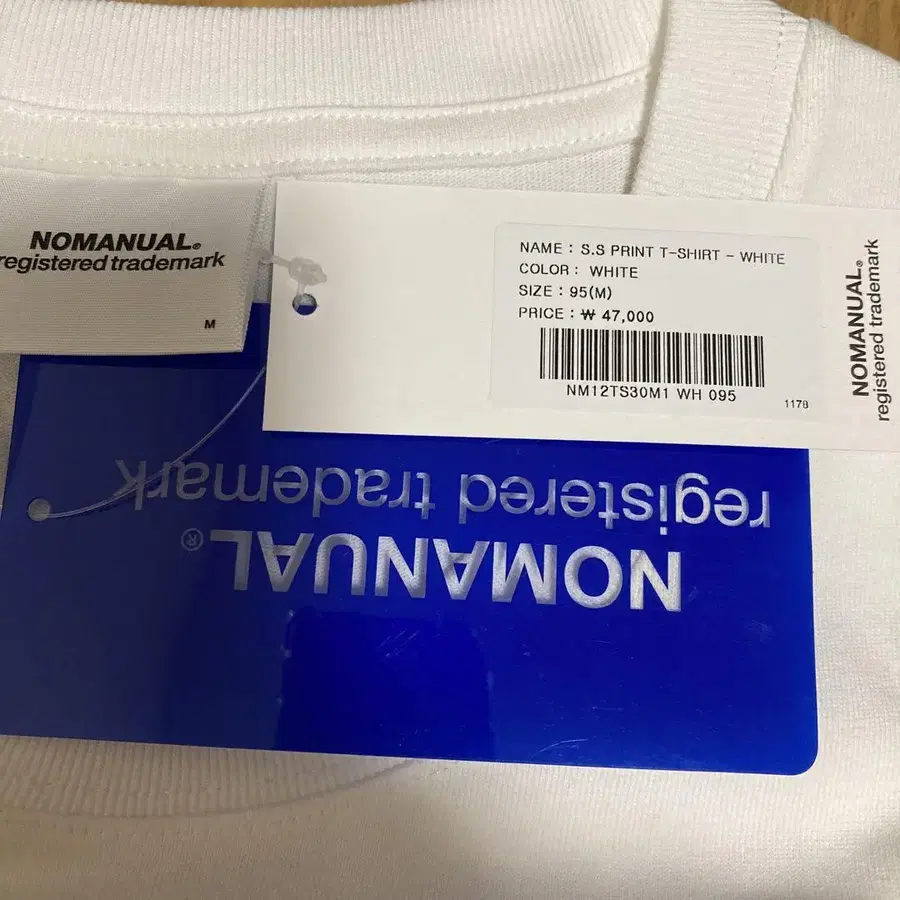 NOMANUAL®
registered trademark
M
NAME : S.S PRINT T-SHIRT - WHITE
COLOR : WHITE
SIZE : 95(M)
PRICE : ₩ 47,000
NM12TS30M1 WH 095
1178
NOMANUAL®
registered trademark
NOMANUAL®
registered trademark